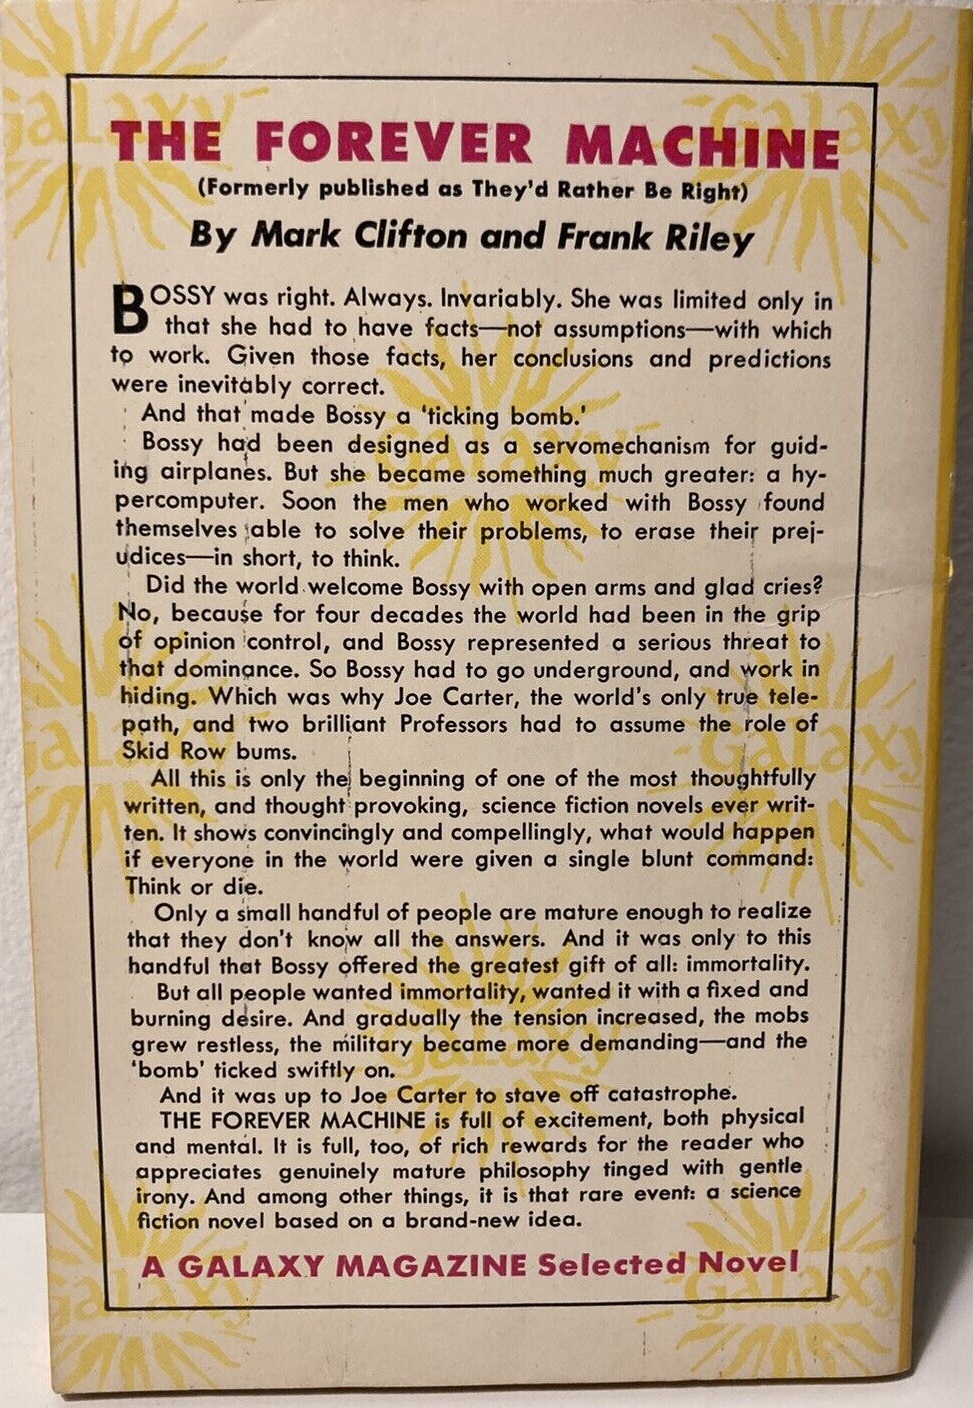 THE FOREVER MACHINE
(Formerly published as They'd Rather Be Right)
By Mark Clifton and Frank Riley
BOSSY was right. Always. Invariably. She was limited only in
that she had to have facts—not assumptions—with which
to work. Given those facts, her conclusions and predictions
were inevitably correct.
And that made Bossy a 'ticking bomb.'
Bossy had been designed as a servomechanism for guid-
ing airplanes. But she became something much greater: a hy-
percomputer. Soon the men who worked with Bossy found
themselves able to solve their problems, to erase their prej-
udices—in short, to think.
Did the world welcome Bossy with open arms and glad cries?
No, because for four decades the world had been in the grip
of opinion control, and Bossy represented a serious threat to
that dominance. So Bossy had to go underground, and work in
hiding. Which was why Joe Carter, the world's only true tele-
path, and two brilliant Professors had to assume the role of
Skid Row bums.
All this is only the beginning of one of the most thoughtfully
written, and thought provoking, science fiction novels ever writ-
ten. It shows convincingly and compellingly, what would happen
if everyone in the world were given a single blunt command:
Think or die.
Only a small handful of people are mature enough to realize
that they don't know all the answers. And it was only to this
handful that Bossy offered the greatest gift of all: immortality.
But all people wanted immortality, wanted it with a fixed and
burning desire. And gradually the tension increased, the mobs
grew restless, the military became more demanding—and the
'bomb' ticked swiftly on.
And it was up to Joe Carter to stave off catastrophe.
THE FOREVER MACHINE is full of excitement, both physical
and mental. It is full, too, of rich rewards for the reader who
appreciates genuinely mature philosophy tinged with gentle
irony. And among other things, it is that rare event: a science
fiction novel based on a brand-new idea.
A GALAXY MAGAZINE Selected Novel
Galaxy
Galaxy
Galaxy
Galaxy
Galaxy
Galaxy
Galaxy
Galaxy